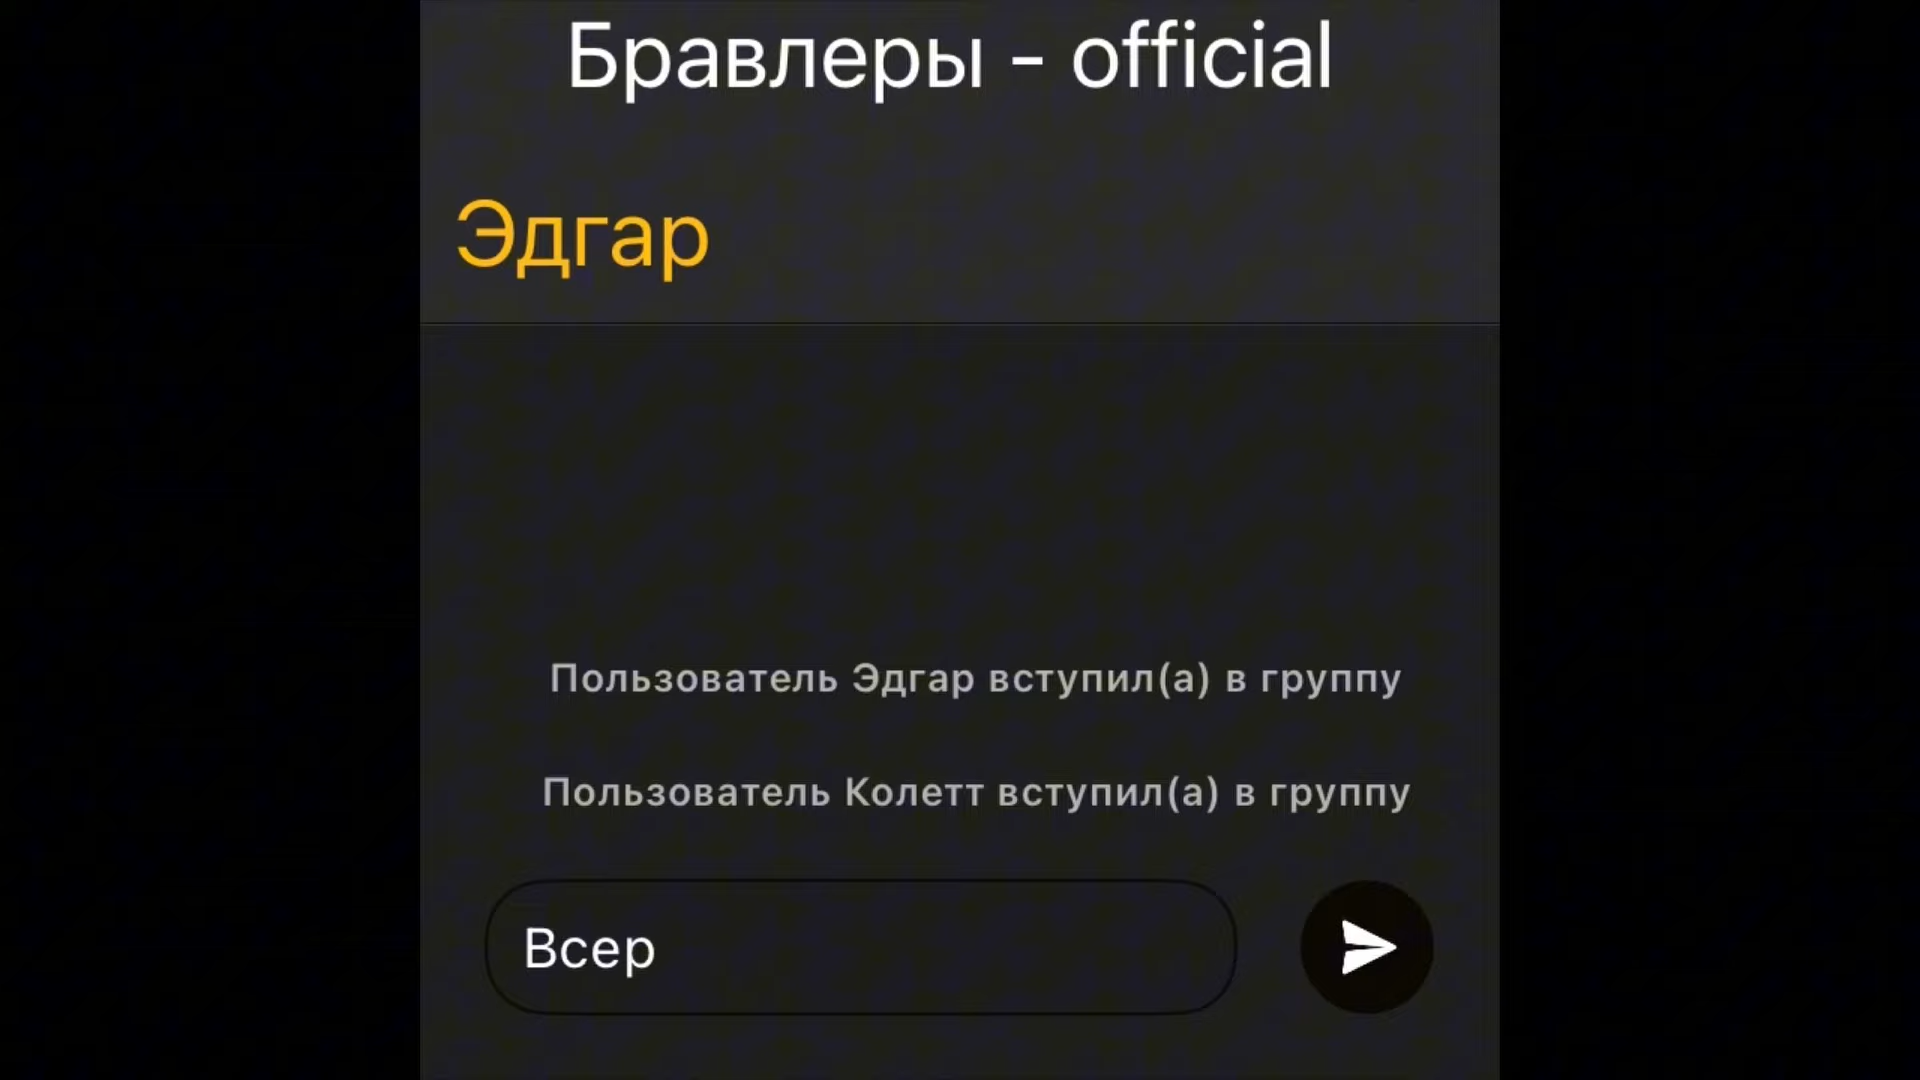 Бравлеры - official
Эдгар
Пользователь Эдгар вступил(а) в группу
Пользователь Колетт вступил(а) в группу
Всер